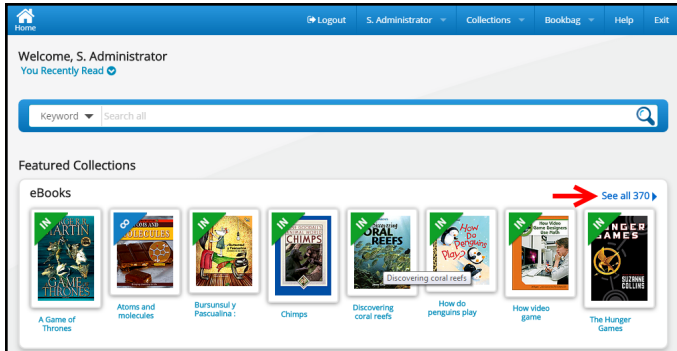 Home
Logout S. Administrator Collections Bookbag Help Exit
Welcome, S. Administrator
You Recently Read
Keyword Search all
Featured Collections
eBooks
See all 370
IN
MARTIN
GAME OF
THRONES
A Game of
Thrones
∞
ATOMS AND
MOLECULES
Atoms and
molecules
IN
Bursunsul y
Pascualina :
IN
CHIMPS
Chimps
IN
Discovering
CORAL
REEFS
Discovering coral reefs
Discovering
coral reefs
IN
How
Do
Penguins
Play?
How do
penguins play
IN
How Video
Game Designers
Use Math
How video
game
IN
HUNGER
GAMES
SUZANNE
COLLINS
The Hunger
Games